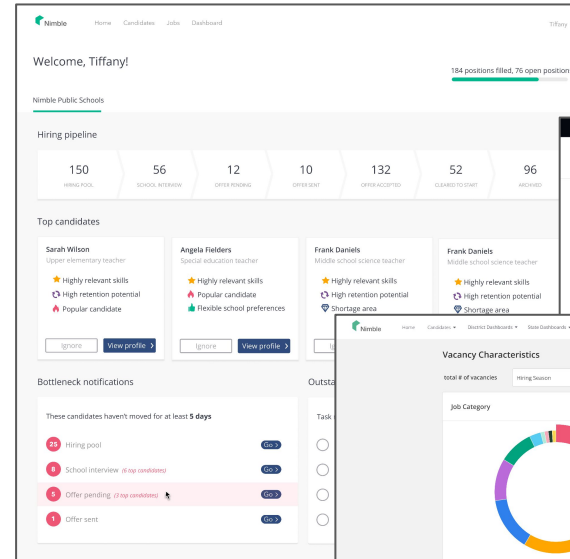 Nimble Home Candidates Jobs Dashboard Tiffany
Welcome, Tiffany!
184 positions filled, 76 open positions
Nimble Public Schools
Hiring pipeline
150 56 12 10 132 52 96
HIRING POOL SCHOOL INTERVIEW OFFER PENDING OFFER SENT OFFER ACCEPTED CLEARED TO START ARCHIVED
Top candidates
Sarah Wilson
Upper elementary teacher
Highly relevant skills
High retention potential
Popular candidate
Ignore View profile >
Angela Fielders
Special education teacher
Highly relevant skills
Popular candidate
Flexible school preferences
Ignore View profile >
Frank Daniels
Middle school science teacher
Highly relevant skills
High retention potential
Shortage area
Frank Daniels
Middle school science teacher
Highly relevant skills
High retention potential
Shortage area
Bottleneck notifications
These candidates haven't moved for at least 5 days
25 Hiring pool Go >
8 School interview (6 top candidates) Go >
5 Offer pending (3 top candidates) Go >
1 Offer sent Go >
Outsta
Task
Nimble Home Candidates District Dashboards State Dashboards
Vacancy Characteristics
total # of vacancies Hiring Season
Job Category